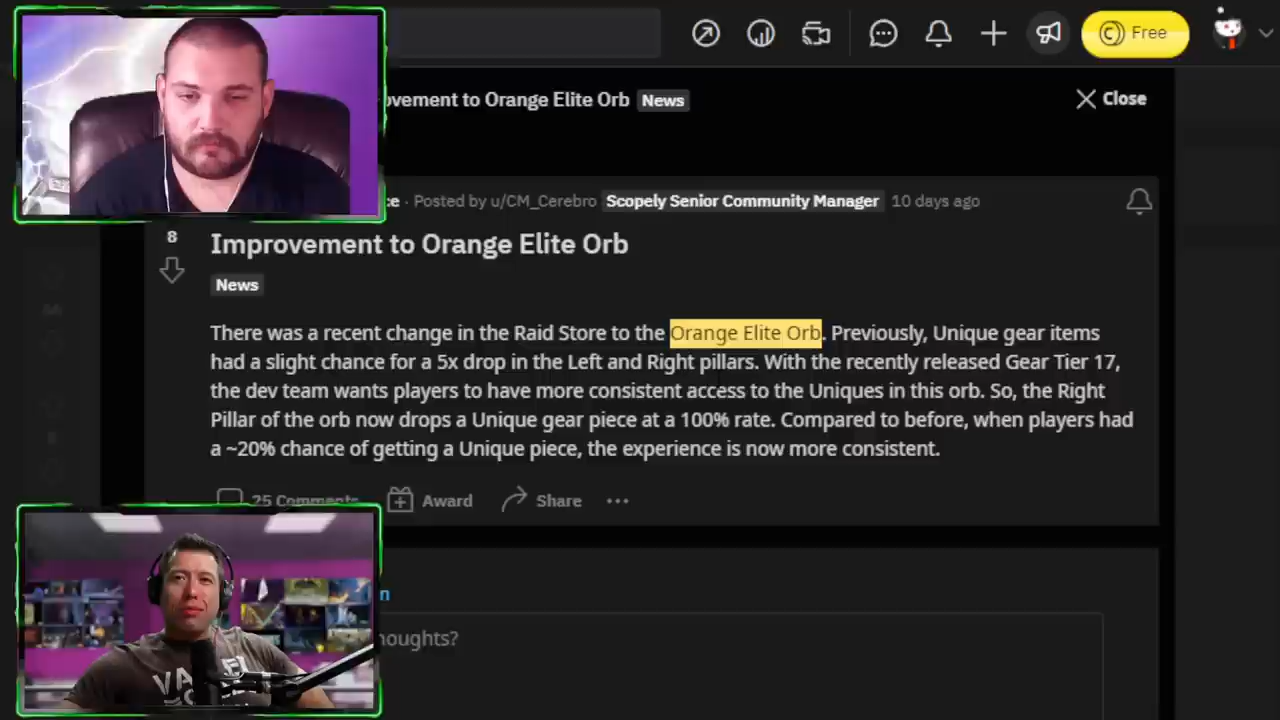 Free
ovement to Orange Elite Orb News
Close
ce · Posted by u/CM_Cerebro Scopely Senior Community Manager 10 days ago
8
Improvement to Orange Elite Orb
News
There was a recent change in the Raid Store to the Orange Elite Orb. Previously, Unique gear items
had a slight chance for a 5x drop in the Left and Right pillars. With the recently released Gear Tier 17,
the dev team wants players to have more consistent access to the Uniques in this orb. So, the Right
Pillar of the orb now drops a Unique gear piece at a 100% rate. Compared to before, when players had
a ~20% chance of getting a Unique piece, the experience is now more consistent.
25 Comments Award Share
n
houghts?